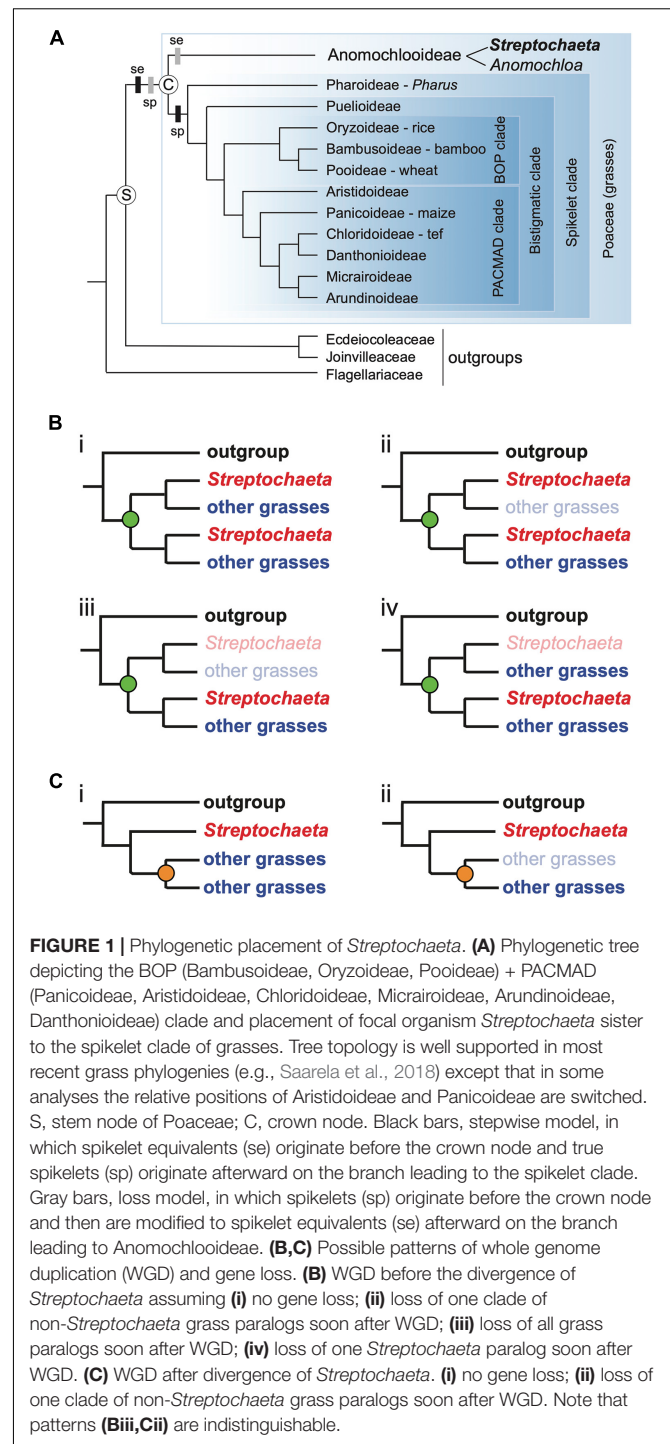 A
se
Anomochlooideae
Streptochaeta
Anomochloa
se
sp
C
sp
Pharoideae - Pharus
Puelioideae
Oryzoideae - rice
Bambusoideae - bamboo
Pooideae - wheat
Aristidoideae
Panicoideae - maize
Chloridoideae - tef
Danthonioideae
Micrairoideae
Arundinoideae
BOP clade
PACMAD clade
Bistigmatic clade
Spikelet clade
Poaceae (grasses)
S
Ecdeiocoleaceae
Joinvilleaceae
Flagellariaceae
outgroups
B
i
outgroup
Streptochaeta
other grasses
Streptochaeta
other grasses
ii
outgroup
Streptochaeta
other grasses
Streptochaeta
other grasses
iii
outgroup
Streptochaeta
other grasses
Streptochaeta
other grasses
iv
outgroup
Streptochaeta
other grasses
Streptochaeta
other grasses
C
i
outgroup
Streptochaeta
other grasses
other grasses
ii
outgroup
Streptochaeta
other grasses
other grasses
FIGURE 1 | Phylogenetic placement of Streptochaeta. (A) Phylogenetic tree
depicting the BOP (Bambusoideae, Oryzoideae, Pooideae) + PACMAD
(Panicoideae, Aristidoideae, Chloridoideae, Micrairoideae, Arundinoideae,
Danthonioideae) clade and placement of focal organism Streptochaeta sister
to the spikelet clade of grasses. Tree topology is well supported in most
recent grass phylogenies (e.g., Saarela et al., 2018) except that in some
analyses the relative positions of Aristidoideae and Panicoideae are switched.
S, stem node of Poaceae; C, crown node. Black bars, stepwise model, in
which spikelet equivalents (se) originate before the crown node and true
spikelets (sp) originate afterward on the branch leading to the spikelet clade.
Gray bars, loss model, in which spikelets (sp) originate before the crown node
and then are modified to spikelet equivalents (se) afterward on the branch
leading to Anomochlooideae. (B,C) Possible patterns of whole genome
duplication (WGD) and gene loss. (B) WGD before the divergence of
Streptochaeta assuming (i) no gene loss; (ii) loss of one clade of
non-Streptochaeta grass paralogs soon after WGD; (iii) loss of all grass
paralogs soon after WGD; (iv) loss of one Streptochaeta paralog soon after
WGD. (C) WGD after divergence of Streptochaeta. (i) no gene loss; (ii) loss of
one clade of non-Streptochaeta grass paralogs soon after WGD. Note that
patterns (Biii,Cii) are indistinguishable.